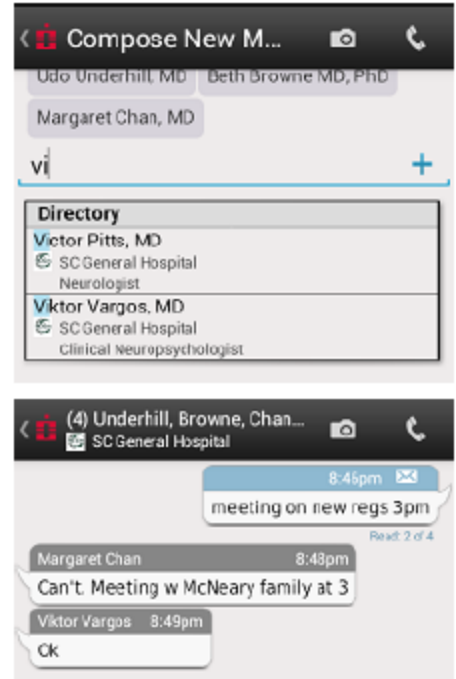 Compose New M...
Udo Underhill, MD Beth Browne MD, PhD
Margaret Chan, MD
vi
Directory
Victor Pitts, MD
SC General Hospital
Neurologist
Viktor Vargos, MD
SC General Hospital
Clinical Neuropsychologist
(4) Underhill, Browne, Chan...
SC General Hospital
8:46pm
meeting on new regs 3pm
Read: 2 of 4
Margaret Chan 8:48pm
Can't. Meeting w McNeary family at 3
Viktor Vargos 8:49pm
Ok